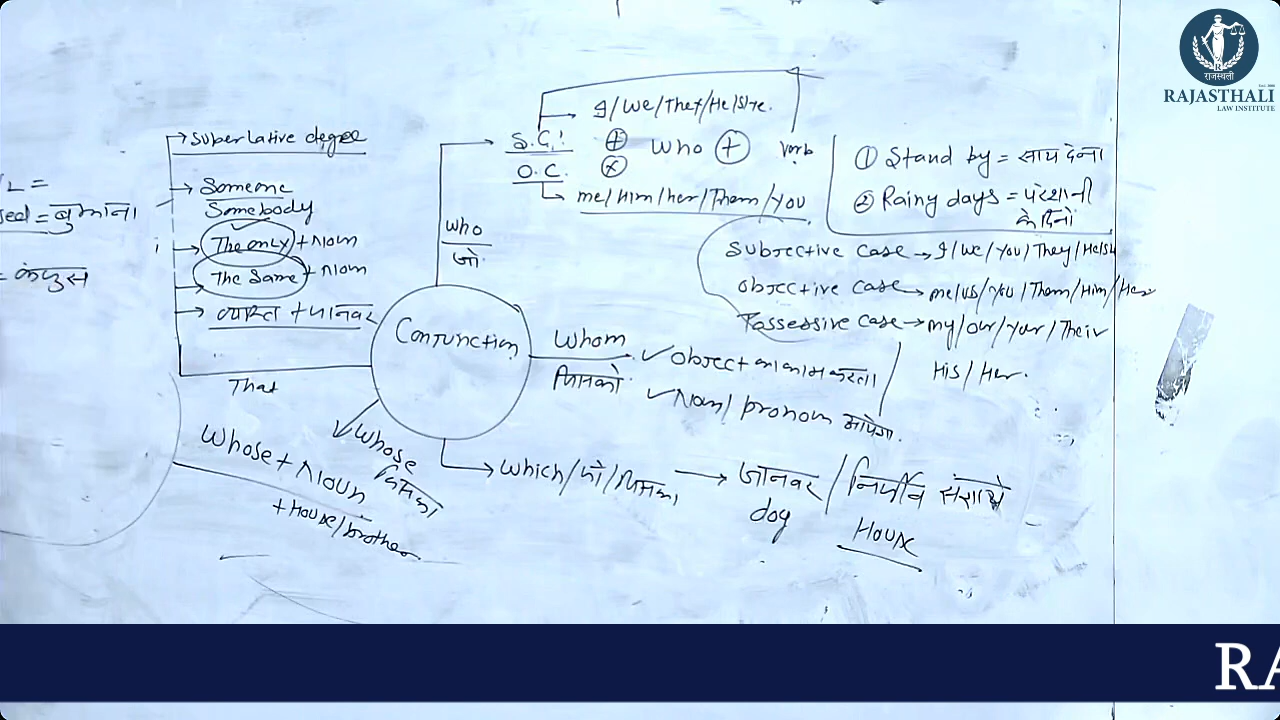 राजस्थली
RAJASTHALI
LAW INSTITUTE
→ Suberlative degree
→ Someone
Somebody
→ The only + Noun
→ The Same + Noun
→ व्यक्ति + जानवर
That
Conjunction
who
जो
S.C.
I/We/They/He/She.
+ Who + verb
O.C.
me/Him/her/Them/you
① Stand by = साथ देना
② Rainy days = परेशानी
के दिनों
Subjective case → I/We/You/They/He/She
Objective case → me/us/you/Them/Him/Her
Possessive case → my/our/your/Their
His/Her.
Whom
जिसको
✓ Object का काम करता
✓ Noun/pronoun
Whose
जिसका
Whose + Noun
+ House/brother
→ Which/जो/जिसका → जानवर / निर्जीव
dog
House
RA